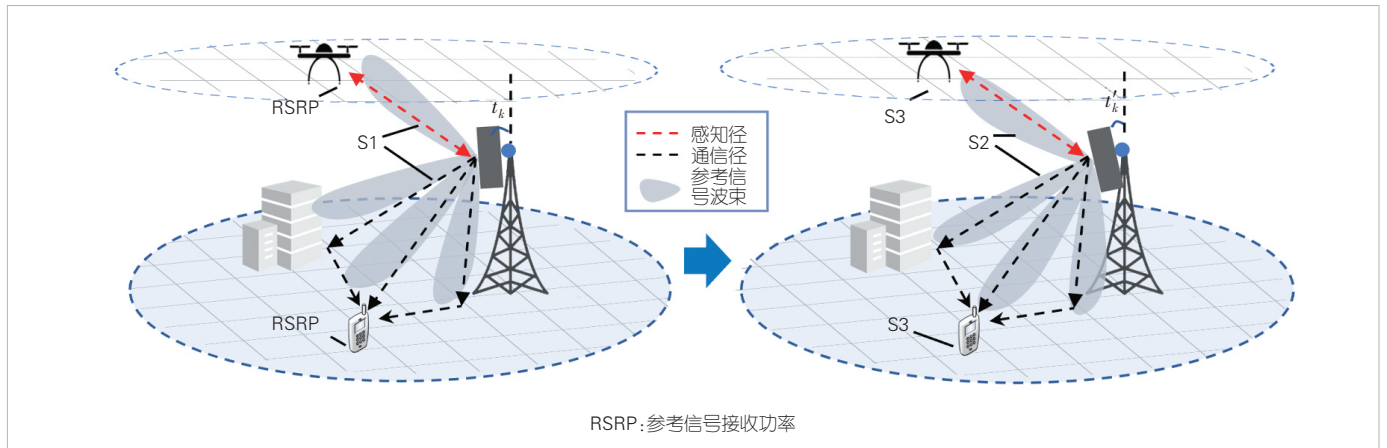 RSRP
t_k
S1
RSRP
感知径
通信径
参考信
号波束
t'_k
S3
S2
S3
RSRP:参考信号接收功率